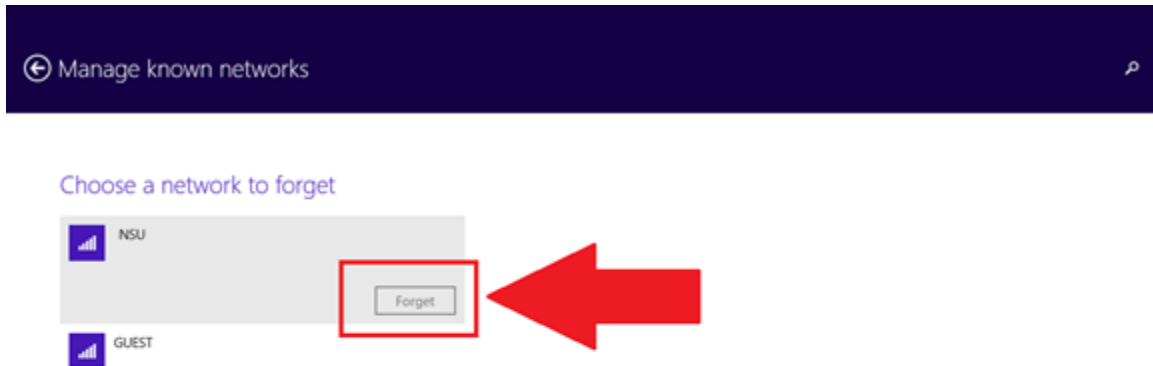 Manage known networks
Choose a network to forget
NSU
Forget
GUEST